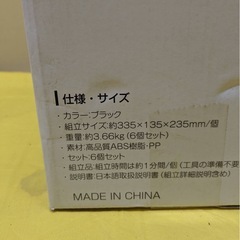 仕様・サイズ
・カラー:ブラック
・組立サイズ:約335×135×235mm/個
・重量:約3.66kg(6個セット)
・素材:高品質ABS樹脂・PP
・セット:6個セット
・組立品:組立時間は約1分間/個(工具の準備不要
・説明書:日本語取扱説明書(組立詳細説明含め)
MADE IN CHINA